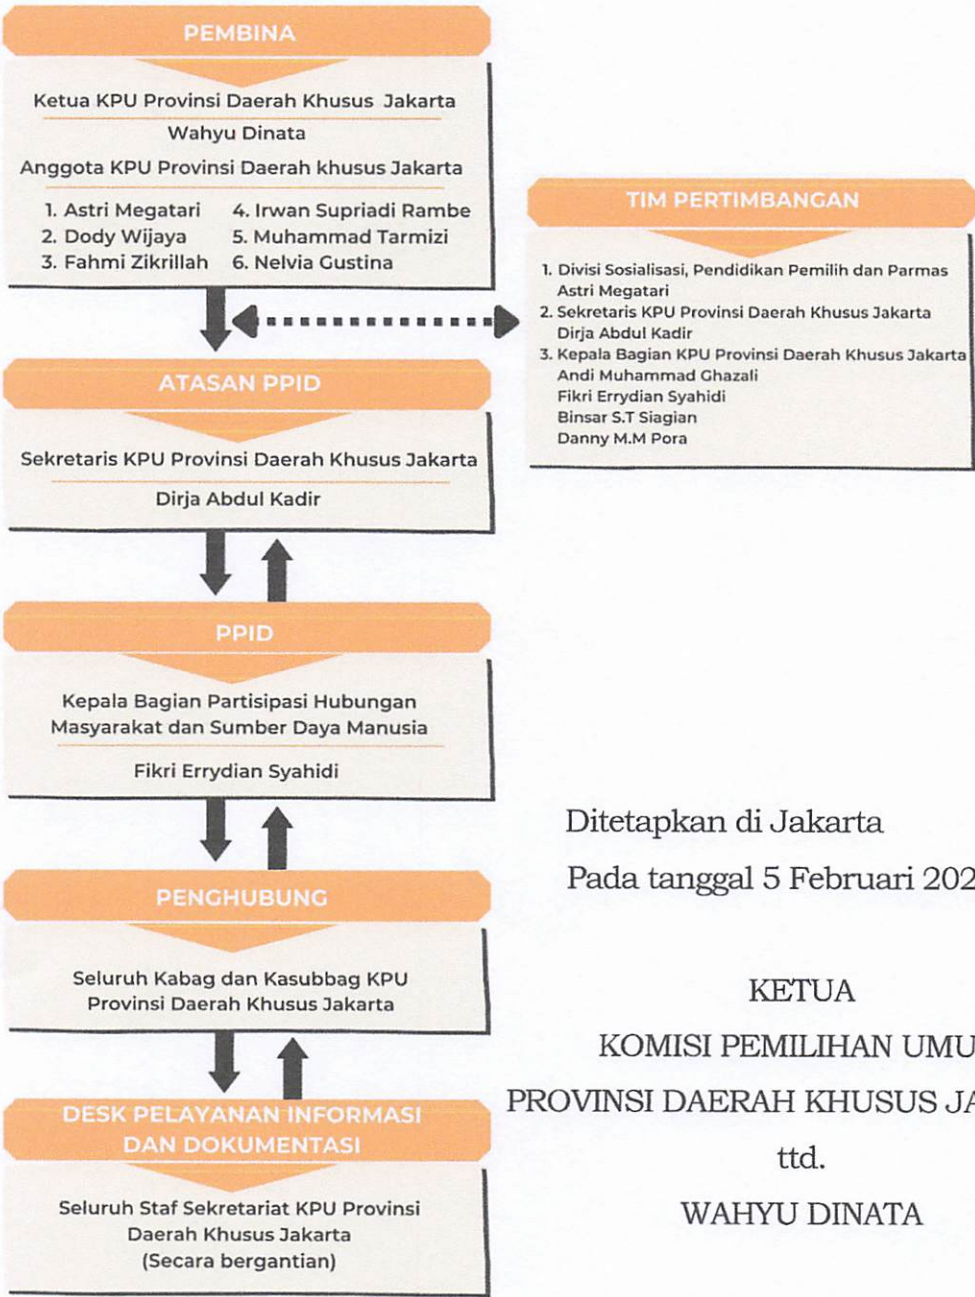 PEMBINA
Ketua KPU Provinsi Daerah Khusus Jakarta
Wahyu Dinata
Anggota KPU Provinsi Daerah khusus Jakarta
1. Astri Megatari
2. Dody Wijaya
3. Fahmi Zikrillah
4. Irwan Supriadi Rambe
5. Muhammad Tarmizi
6. Nelvia Gustina
TIM PERTIMBANGAN
1. Divisi Sosialisasi, Pendidikan Pemilih dan Parmas
Astri Megatari
2. Sekretaris KPU Provinsi Daerah Khusus Jakarta
Dirja Abdul Kadir
3. Kepala Bagian KPU Provinsi Daerah Khusus Jakarta
Andi Muhammad Ghazali
Fikri Errydian Syahidi
Binsar S.T Siagian
Danny M.M Pora
ATASAN PPID
Sekretaris KPU Provinsi Daerah Khusus Jakarta
Dirja Abdul Kadir
PPID
Kepala Bagian Partisipasi Hubungan
Masyarakat dan Sumber Daya Manusia
Fikri Errydian Syahidi
PENGHUBUNG
Seluruh Kabag dan Kasubbag KPU
Provinsi Daerah Khusus Jakarta
DESK PELAYANAN INFORMASI
DAN DOKUMENTASI
Seluruh Staf Sekretariat KPU Provinsi
Daerah Khusus Jakarta
(Secara bergantian)
Ditetapkan di Jakarta
Pada tanggal 5 Februari 202
KETUA
KOMISI PEMILIHAN UMU
PROVINSI DAERAH KHUSUS JA
ttd.
WAHYU DINATA